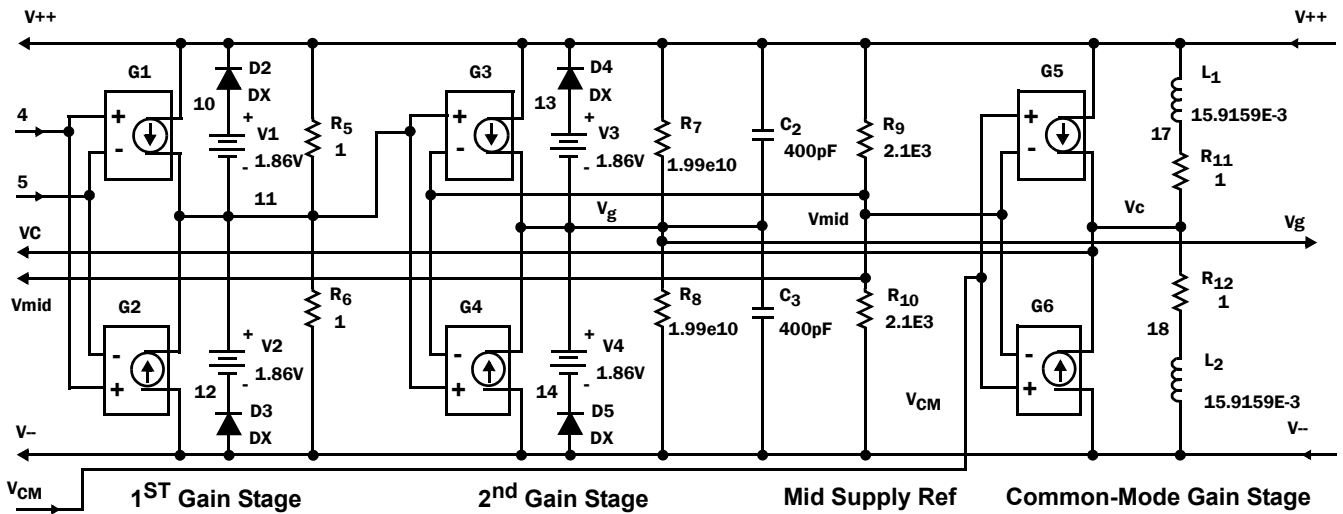 V++
V++
G1
D2
DX
10
+
V1
1.86V
-
R5
1
4
+
-
5
11
VC
Vmid
G2
-
+
+
V2
1.86V
-
12
D3
DX
R6
1
G3
+
-
D4
DX
13
+
V3
1.86V
-
R7
1.99e10
C2
400pF
R9
2.1E3
Vg
Vmid
G4
-
+
+
V4
1.86V
-
14
D5
DX
R8
1.99e10
C3
400pF
R10
2.1E3
G5
+
-
L1
15.9159E-3
17
R11
1
Vc
Vg
G6
-
+
R12
1
18
L2
15.9159E-3
VCM
V--
V--
VCM
1ST Gain Stage
2nd Gain Stage
Mid Supply Ref
Common-Mode Gain Stage